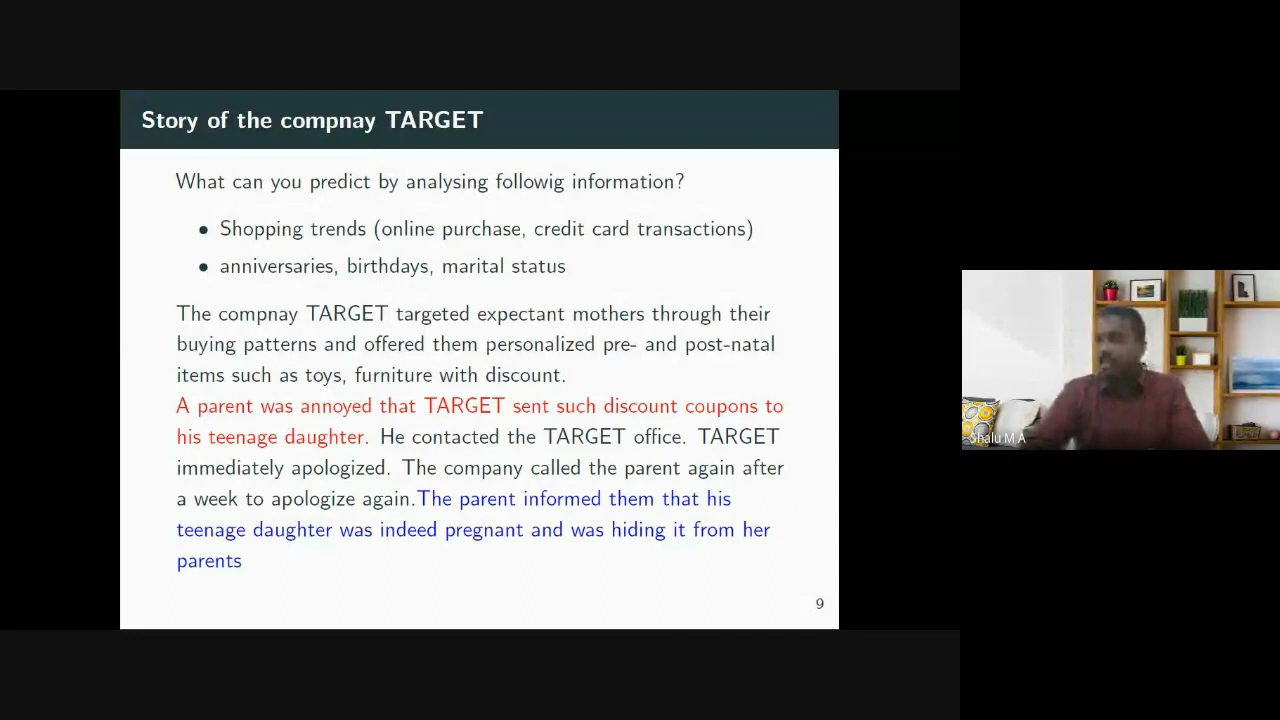 Story of the compnay TARGET
What can you predict by analysing followig information?
• Shopping trends (online purchase, credit card transactions)
• anniversaries, birthdays, marital status
The compnay TARGET targeted expectant mothers through their
buying patterns and offered them personalized pre- and post-natal
items such as toys, furniture with discount.
A parent was annoyed that TARGET sent such discount coupons to
his teenage daughter. He contacted the TARGET office. TARGET
immediately apologized. The company called the parent again after
a week to apologize again.The parent informed them that his
teenage daughter was indeed pregnant and was hiding it from her
parents
9
Shalu M A